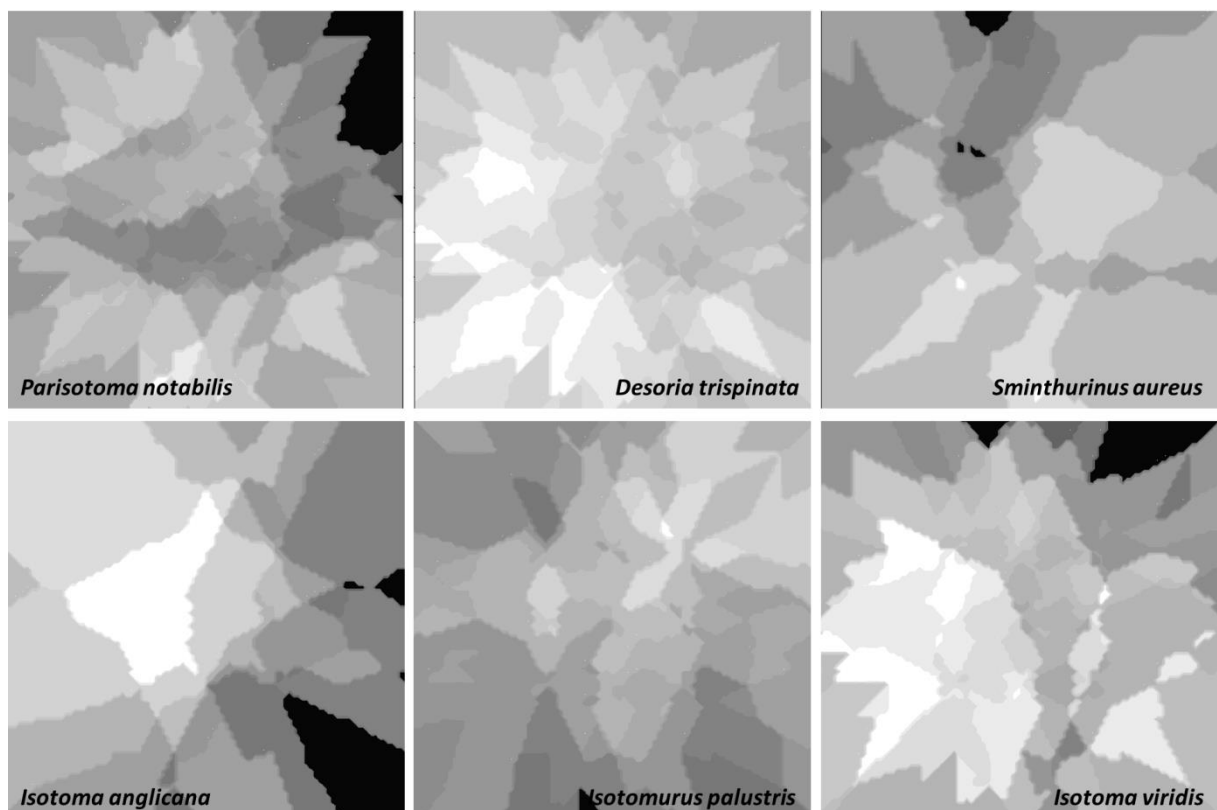 Parisotoma notabilis
Desoria trispinata
Sminthurinus aureus
Isotoma anglicana
Isotomurus palustris
Isotoma viridis